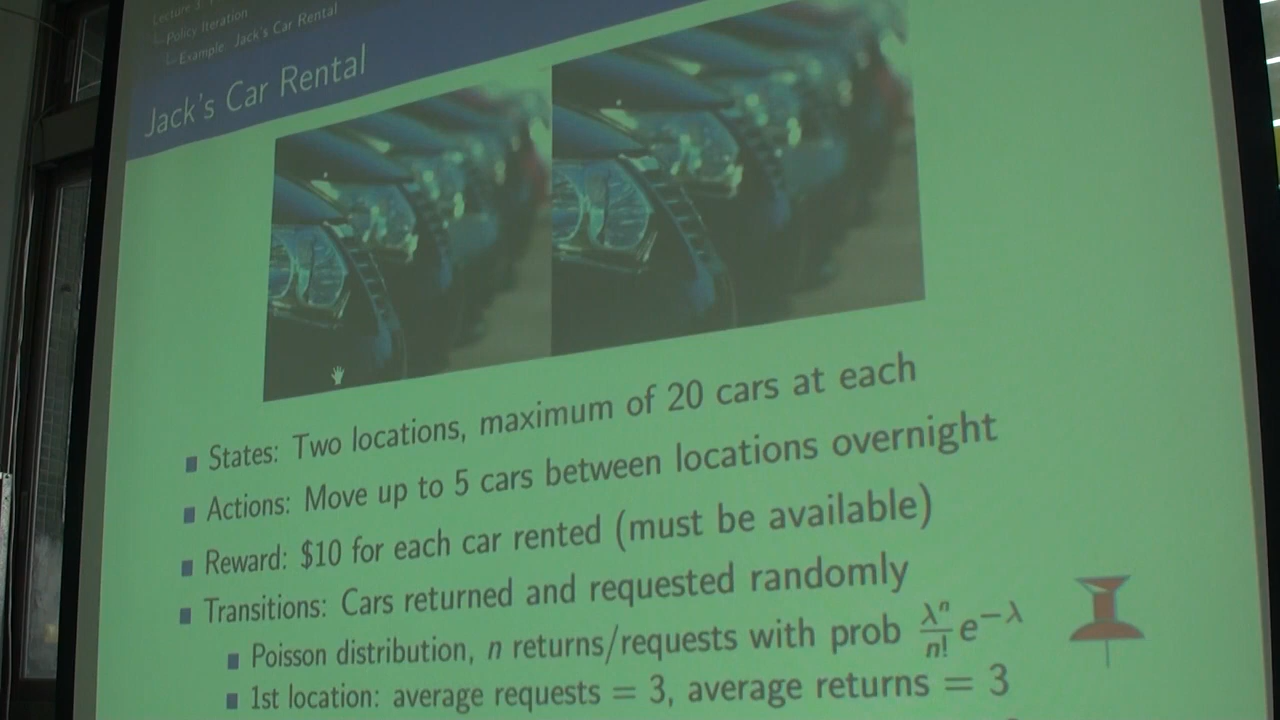 Lecture 3:
Policy Iteration
Example: Jack's Car Rental
Jack's Car Rental
States: Two locations, maximum of 20 cars at each
Actions: Move up to 5 cars between locations overnight
Reward: $10 for each car rented (must be available)
Transitions: Cars returned and requested randomly
Poisson distribution, n returns/requests with prob λⁿ/n! e^−λ
1st location: average requests = 3, average returns = 3